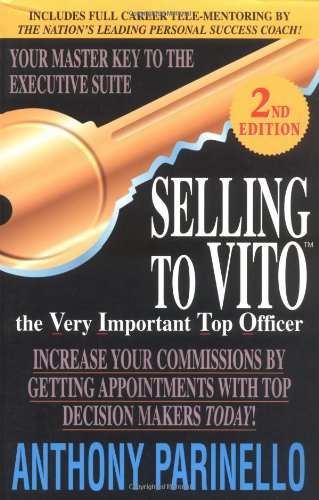 INCLUDES FULL CAREER TELE-MENTORING BY
THE NATION'S LEADING PERSONAL SUCCESS COACH!
YOUR MASTER KEY TO THE
EXECUTIVE SUITE
2ND
EDITION
SELLING
TO VITO™
the Very Important Top Officer
INCREASE YOUR COMMISSIONS BY
GETTING APPOINTMENTS WITH TOP
DECISION MAKERS TODAY!
ANTHONY PARINELLO